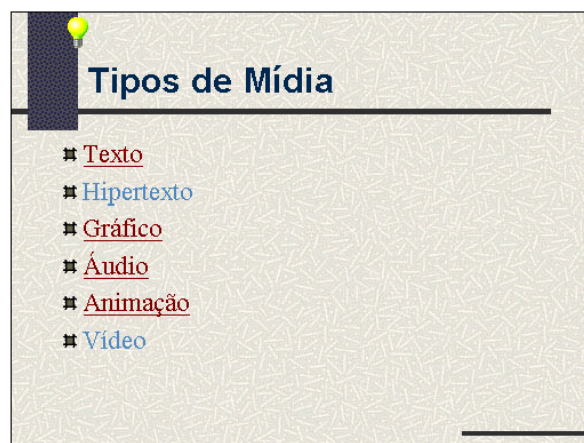 Tipos de Mídia
Texto
Hipertexto
Gráfico
Áudio
Animação
Vídeo